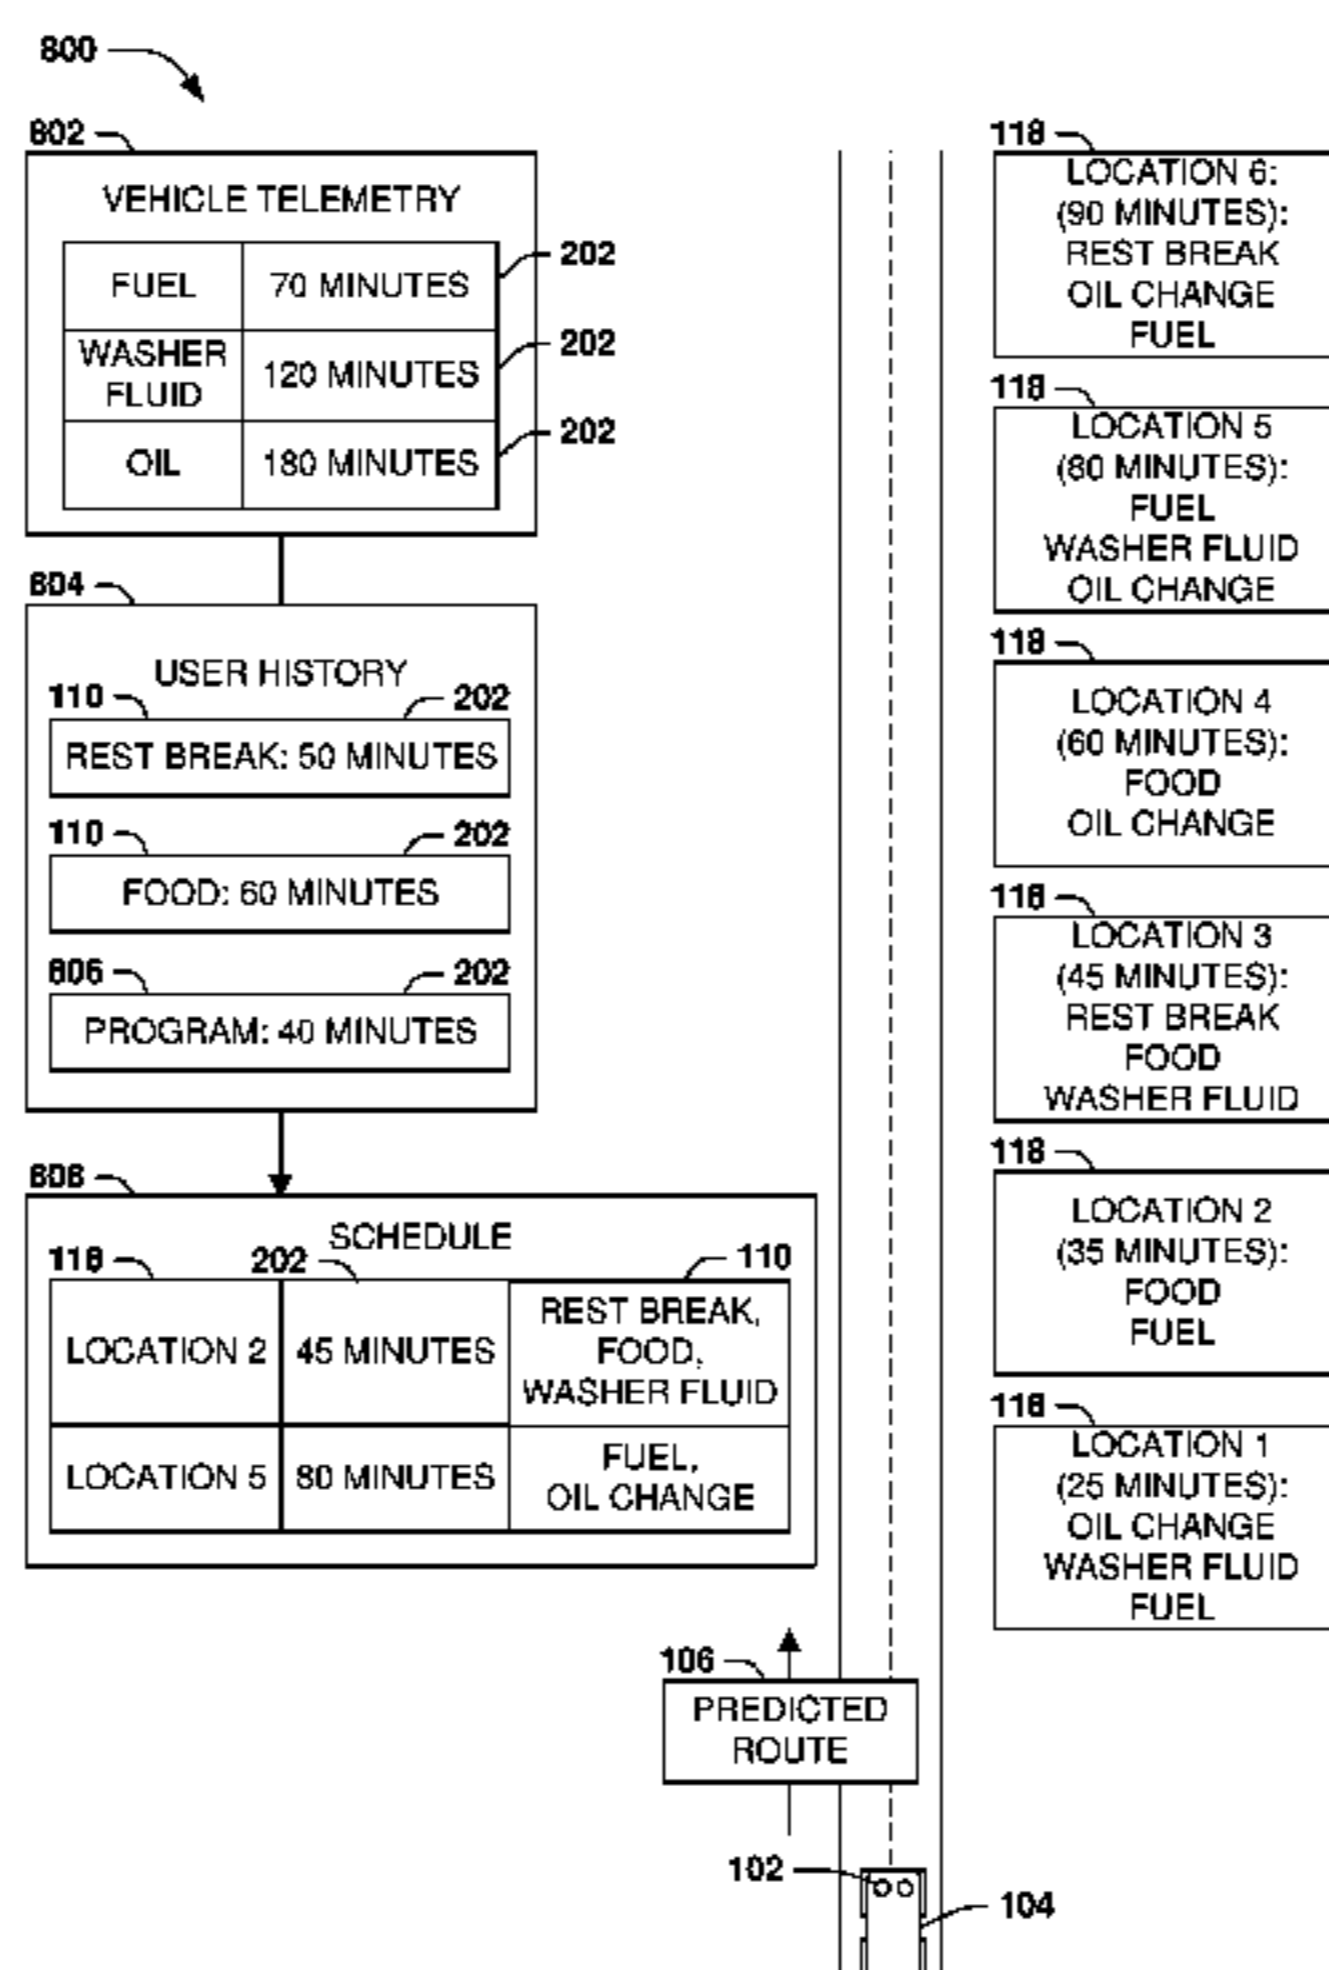 800
802
VEHICLE TELEMETRY
FUEL 70 MINUTES 202
WASHER
FLUID 120 MINUTES 202
OIL 180 MINUTES 202
804
USER HISTORY
110 202
REST BREAK: 50 MINUTES
110 202
FOOD: 60 MINUTES
806 202
PROGRAM: 40 MINUTES
808
SCHEDULE
118 202 110
LOCATION 2 45 MINUTES REST BREAK,
FOOD,
WASHER FLUID
LOCATION 5 80 MINUTES FUEL,
OIL CHANGE
118
LOCATION 6:
(90 MINUTES):
REST BREAK
OIL CHANGE
FUEL
118
LOCATION 5
(80 MINUTES):
FUEL
WASHER FLUID
OIL CHANGE
118
LOCATION 4
(60 MINUTES):
FOOD
OIL CHANGE
118
LOCATION 3
(45 MINUTES):
REST BREAK
FOOD
WASHER FLUID
118
LOCATION 2
(35 MINUTES):
FOOD
FUEL
118
LOCATION 1
(25 MINUTES):
OIL CHANGE
WASHER FLUID
FUEL
106
PREDICTED
ROUTE
102
104